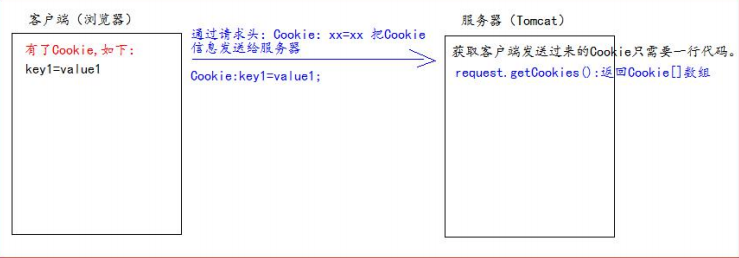 客户端（浏览器）
有了Cookie,如下:
key1=value1
通过请求头: Cookie: xx=xx 把Cookie
信息发送给服务器
Cookie:key1=value1;
服务器（Tomcat）
获取客户端发送过来的Cookie只需要一行代码。
request.getCookies():返回Cookie[]数组